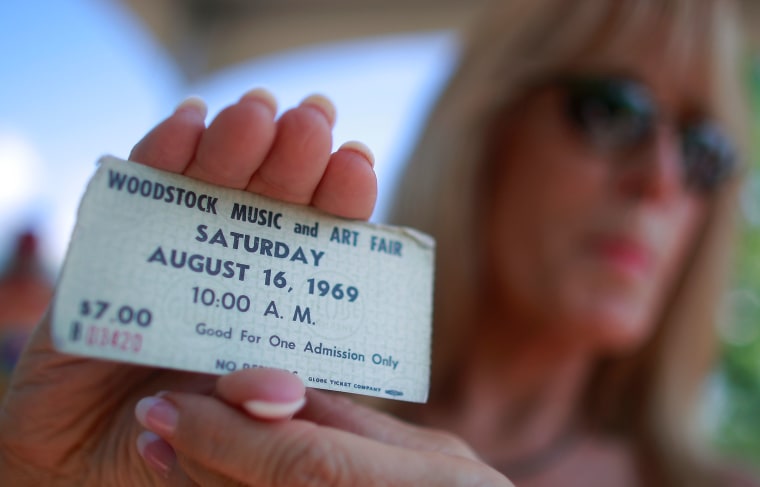 WOODSTOCK MUSIC and ART FAIR
SATURDAY
AUGUST 16, 1969
10:00 A. M.
$7.00
B 03420
Good For One Admission Only
NO
GLOBE TICKET COMPANY